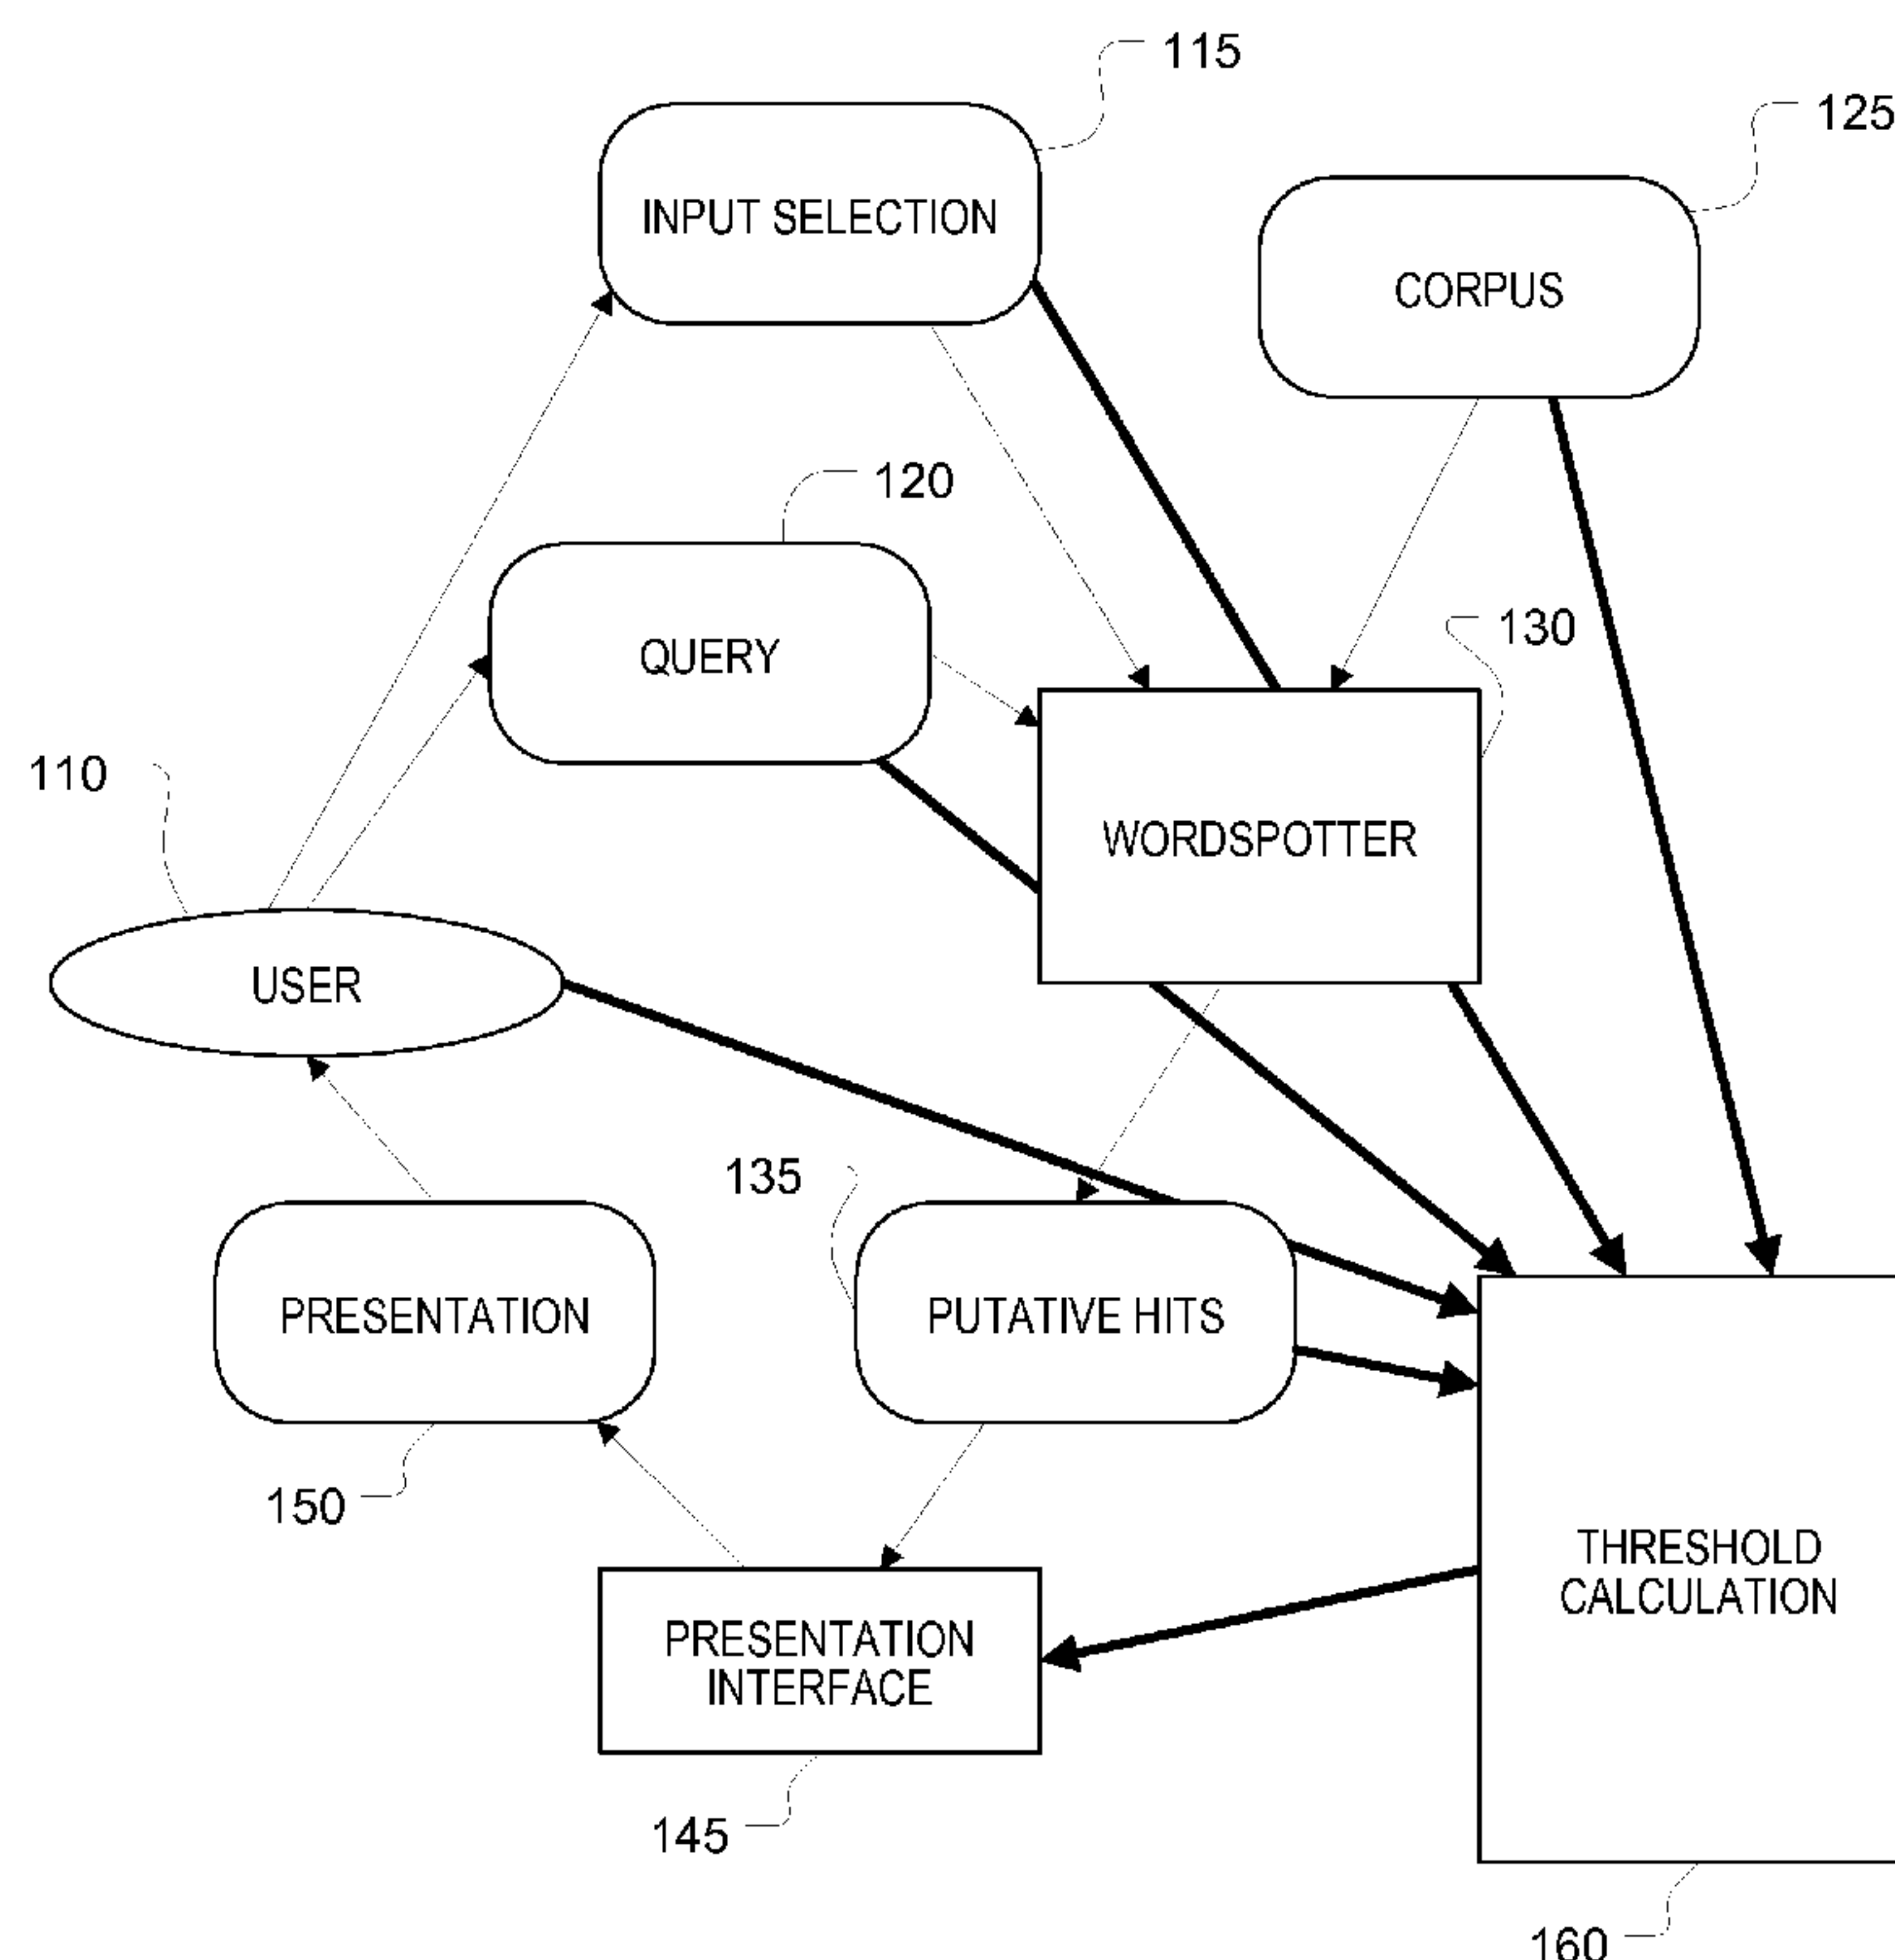 115
125
INPUT SELECTION
CORPUS
120
130
QUERY
110
WORDSPOTTER
USER
135
PRESENTATION
PUTATIVE HITS
150
THRESHOLD
CALCULATION
PRESENTATION
INTERFACE
145
160